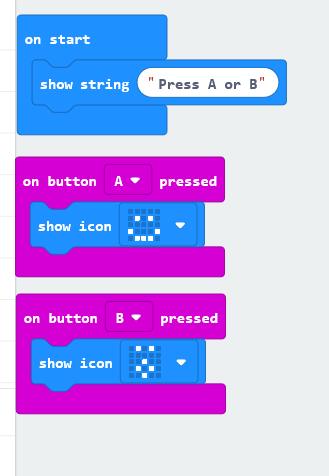 on start
show string "Press A or B"
on button A pressed
show icon
on button B pressed
show icon